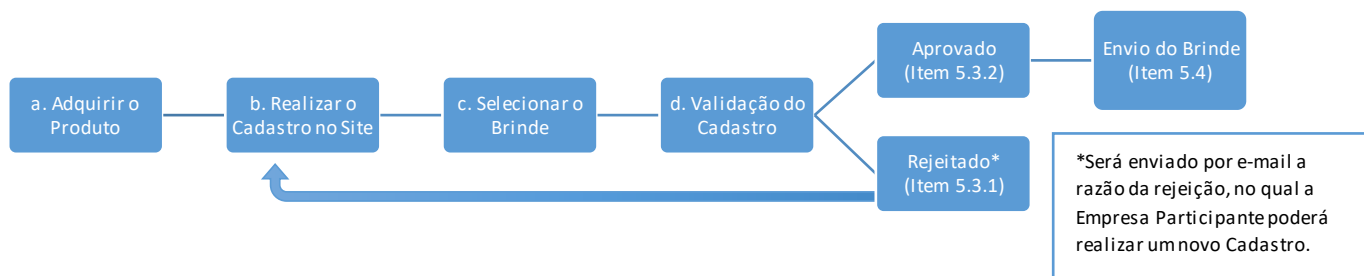 a. Adquirir o
Produto
b. Realizar o
Cadastro no Site
c. Selecionar o
Brinde
d. Validação do
Cadastro
Aprovado
(Item 5.3.2)
Envio do Brinde
(Item 5.4)
Rejeitado*
(Item 5.3.1)
*Será enviado por e-mail a
razão da rejeição, no qual a
Empresa Participante poderá
realizar um novo Cadastro.